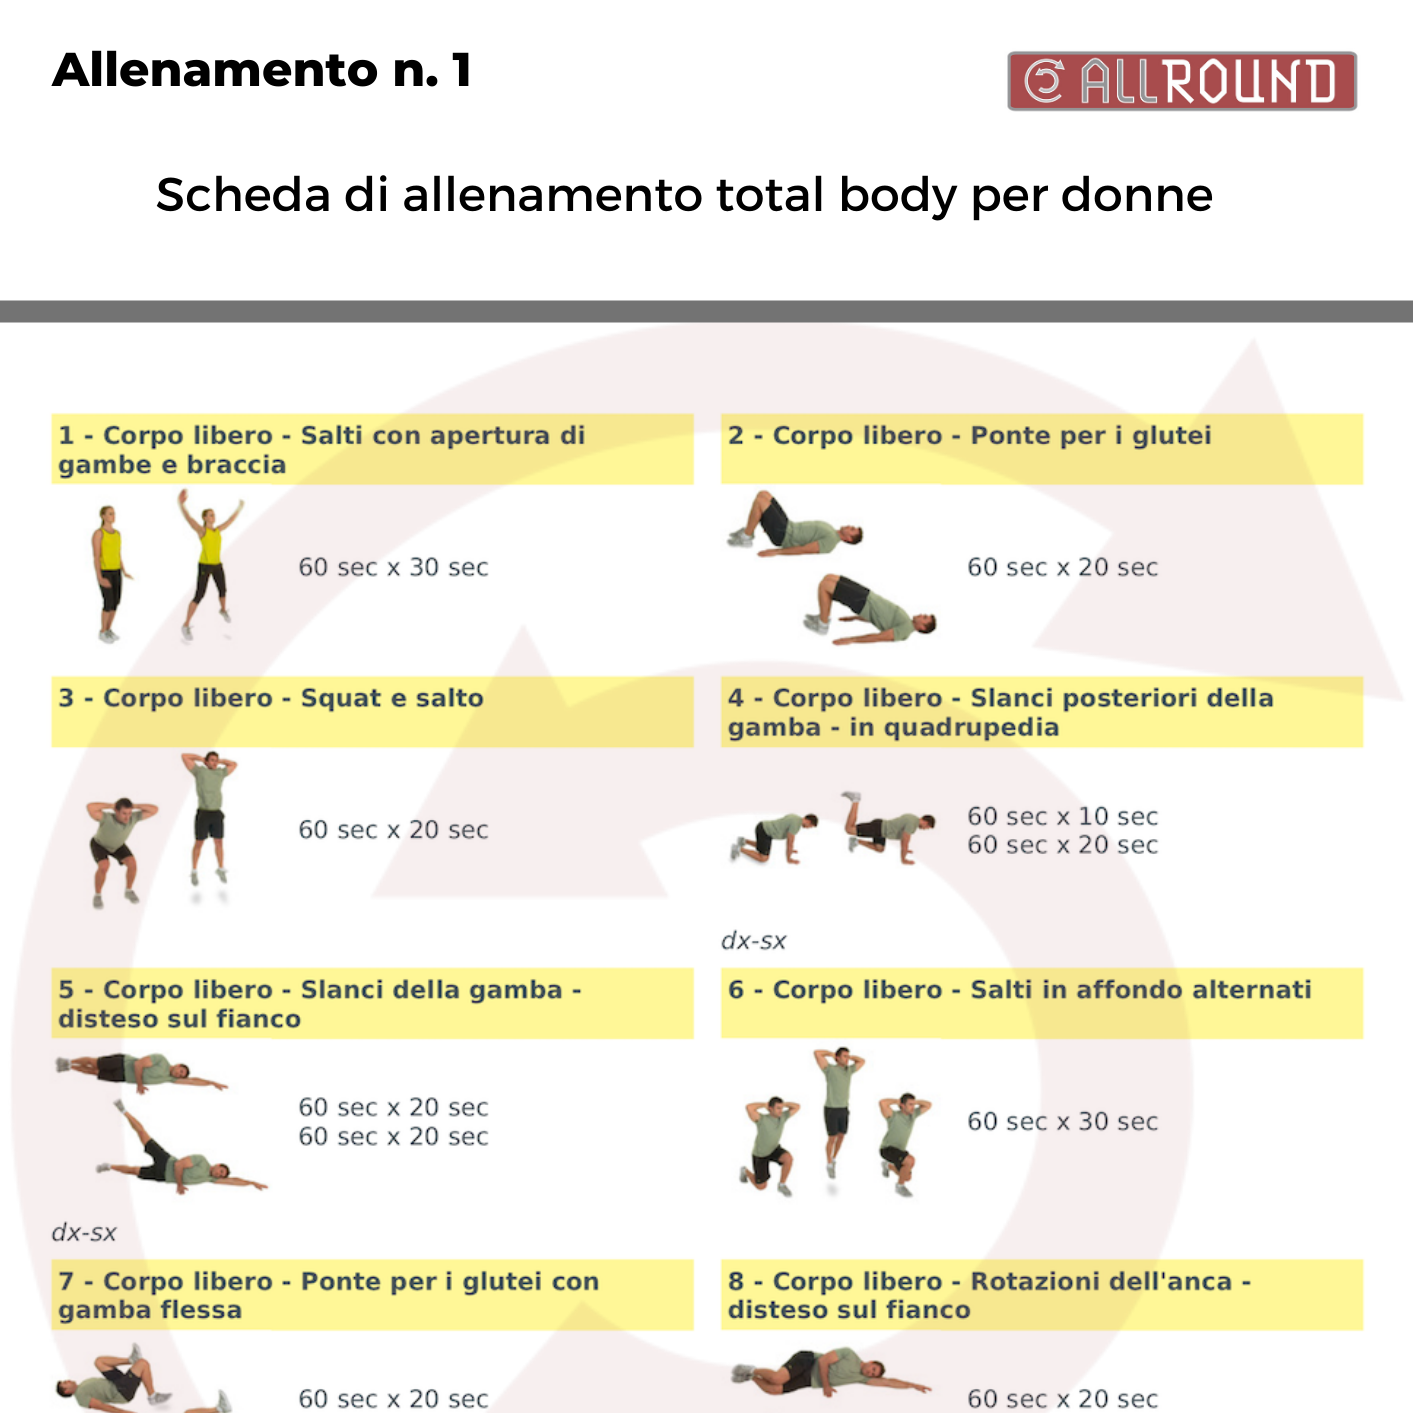 Allenamento n. 1
ALLROUND
Scheda di allenamento total body per donne
1 - Corpo libero - Salti con apertura di
gambe e braccia
60 sec x 30 sec
2 - Corpo libero - Ponte per i glutei
60 sec x 20 sec
3 - Corpo libero - Squat e salto
60 sec x 20 sec
4 - Corpo libero - Slanci posteriori della
gamba - in quadrupedia
60 sec x 10 sec
60 sec x 20 sec
dx-sx
5 - Corpo libero - Slanci della gamba -
disteso sul fianco
60 sec x 20 sec
60 sec x 20 sec
dx-sx
6 - Corpo libero - Salti in affondo alternati
60 sec x 30 sec
7 - Corpo libero - Ponte per i glutei con
gamba flessa
60 sec x 20 sec
8 - Corpo libero - Rotazioni dell'anca -
disteso sul fianco
60 sec x 20 sec